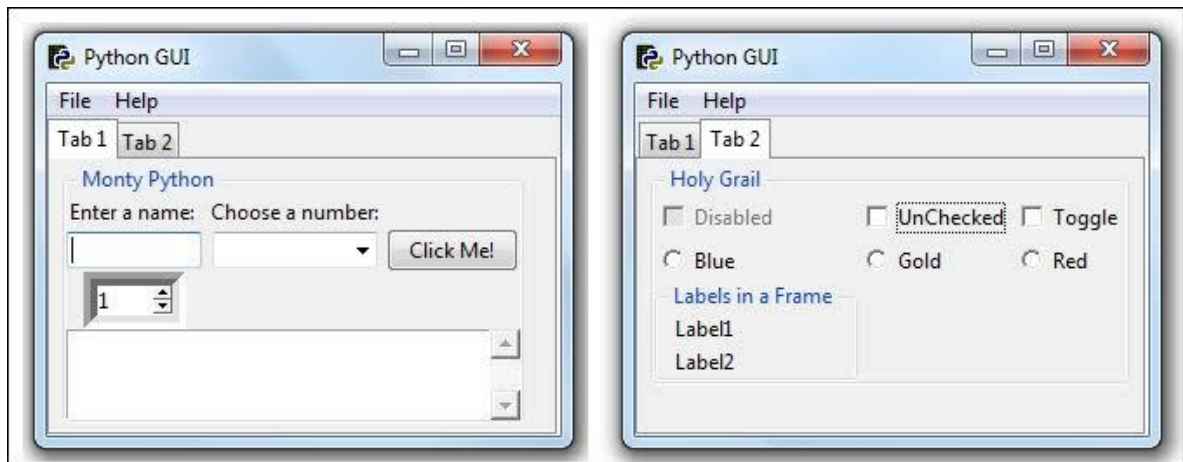 Python GUI
File Help
Tab 1 Tab 2
Monty Python
Enter a name: Choose a number:
Click Me!
1
Python GUI
File Help
Tab 1 Tab 2
Holy Grail
Disabled UnChecked Toggle
Blue Gold Red
Labels in a Frame
Label1
Label2